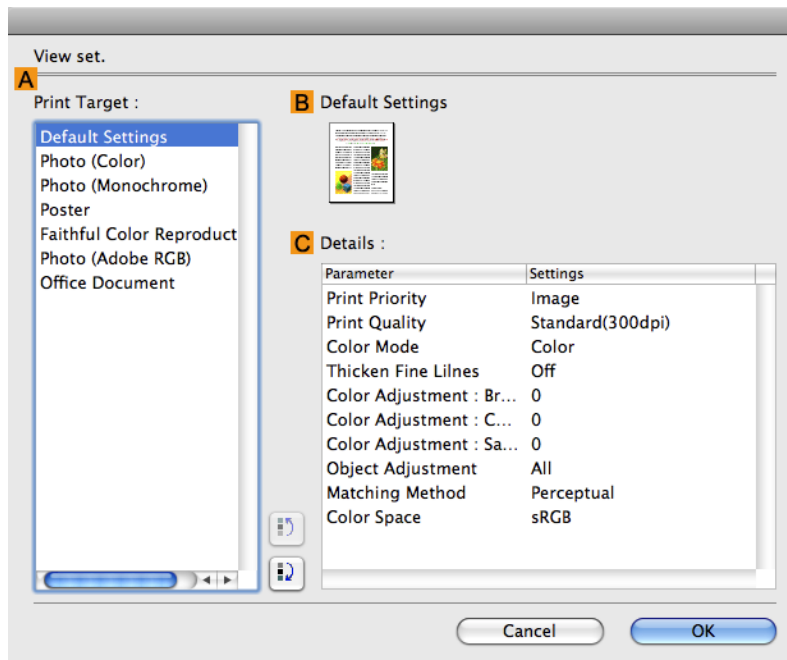 View set.
A
Print Target :
Default Settings
Photo (Color)
Photo (Monochrome)
Poster
Faithful Color Reproduct
Photo (Adobe RGB)
Office Document
B Default Settings
C Details :
Parameter Settings
Print Priority Image
Print Quality Standard(300dpi)
Color Mode Color
Thicken Fine Lilnes Off
Color Adjustment : Br... 0
Color Adjustment : C... 0
Color Adjustment : Sa... 0
Object Adjustment All
Matching Method Perceptual
Color Space sRGB
Cancel OK